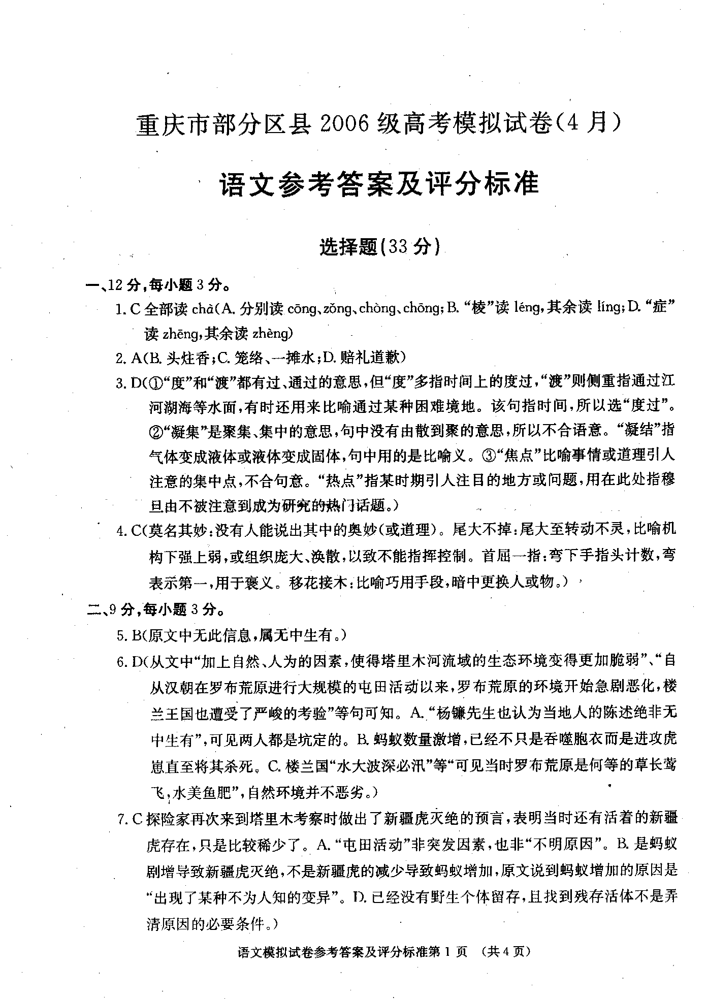 重庆市部分区县 2006 级高考模拟试卷(4 月)
语文参考答案及评分标准
选择题(33 分)
一、12 分,每小题 3 分。
1. C 全部读 chà(A. 分别读 cōng、zǒng、chòng、chōng; B. “棱”读 léng,其余读 líng; D. “症”
读 zhēng,其余读 zhèng)
2. A(B. 头炷香;C. 笼络、一摊水;D. 赔礼道歉)
3. D(①“度”和“渡”都有过、通过的意思,但“度”多指时间上的度过,“渡”则侧重指通过江
河湖海等水面,有时还用来比喻通过某种困难境地。该句指时间,所以选“度过”。
②“凝集”是聚集、集中的意思,句中没有由散到聚的意思,所以不合语意。“凝结”指
气体变成液体或液体变成固体,句中用的是比喻义。③“焦点”比喻事情或道理引人
注意的集中点,不合句意。“热点”指某时期引人注目的地方或问题,用在此处指穆
旦由不被注意到成为研究的热门话题。)
4. C(莫名其妙:没有人能说出其中的奥妙(或道理)。尾大不掉:尾大至转动不灵,比喻机
构下强上弱,或组织庞大、涣散,以致不能指挥控制。首屈一指:弯下手指头计数,弯
表示第一,用于褒义。移花接木:比喻巧用手段,暗中更换人或物。)
二、9 分,每小题 3 分。
5. B(原文中无此信息,属无中生有。)
6. D(从文中“加上自然、人为的因素,使得塔里木河流域的生态环境变得更加脆弱”、“自
从汉朝在罗布荒原进行大规模的屯田活动以来,罗布荒原的环境开始急剧恶化,楼
兰王国也遭受了严峻的考验”等句可知。A. “杨镰先生也认为当地人的陈述绝非无
中生有”,可见两人都是坑定的。B. 蚂蚁数量激增,已经不只是吞噬胞衣而是进攻虎
崽直至将其杀死。C. 楼兰国“水大波深必汛”等“可见当时罗布荒原是何等的草长莺
飞,水美鱼肥”,自然环境并不恶劣。)
7. C 探险家再次来到塔里木考察时做出了新疆虎灭绝的预言,表明当时还有活着的新疆
虎存在,只是比较稀少了。A. “屯田活动”非突发因素,也非“不明原因”。B. 是蚂蚁
剧增导致新疆虎灭绝,不是新疆虎的减少导致蚂蚁增加,原文说到蚂蚁增加的原因是
“出现了某种不为人知的变异”。D. 已经没有野生个体留存,且找到残存活体不是弄
清原因的必要条件。)
语文模拟试卷参考答案及评分标准第 1 页 (共 4 页)